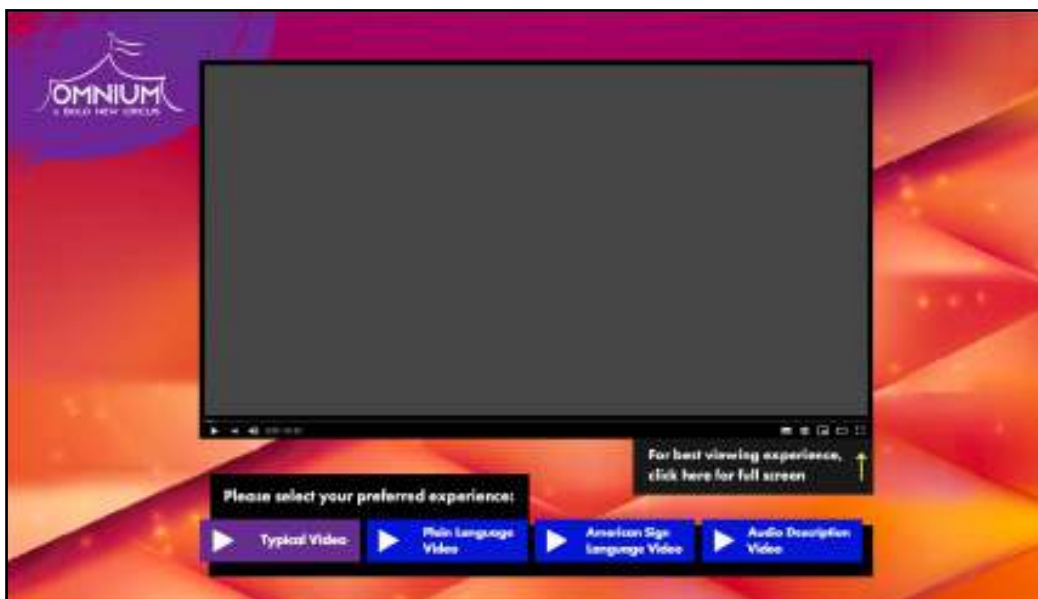 OMNIUM
A BOLD NEW CIRCUS
For best viewing experience,
click here for full screen
Please select your preferred experience:
Typical Video
Plain Language
Video
American Sign
Language Video
Audio Description
Video